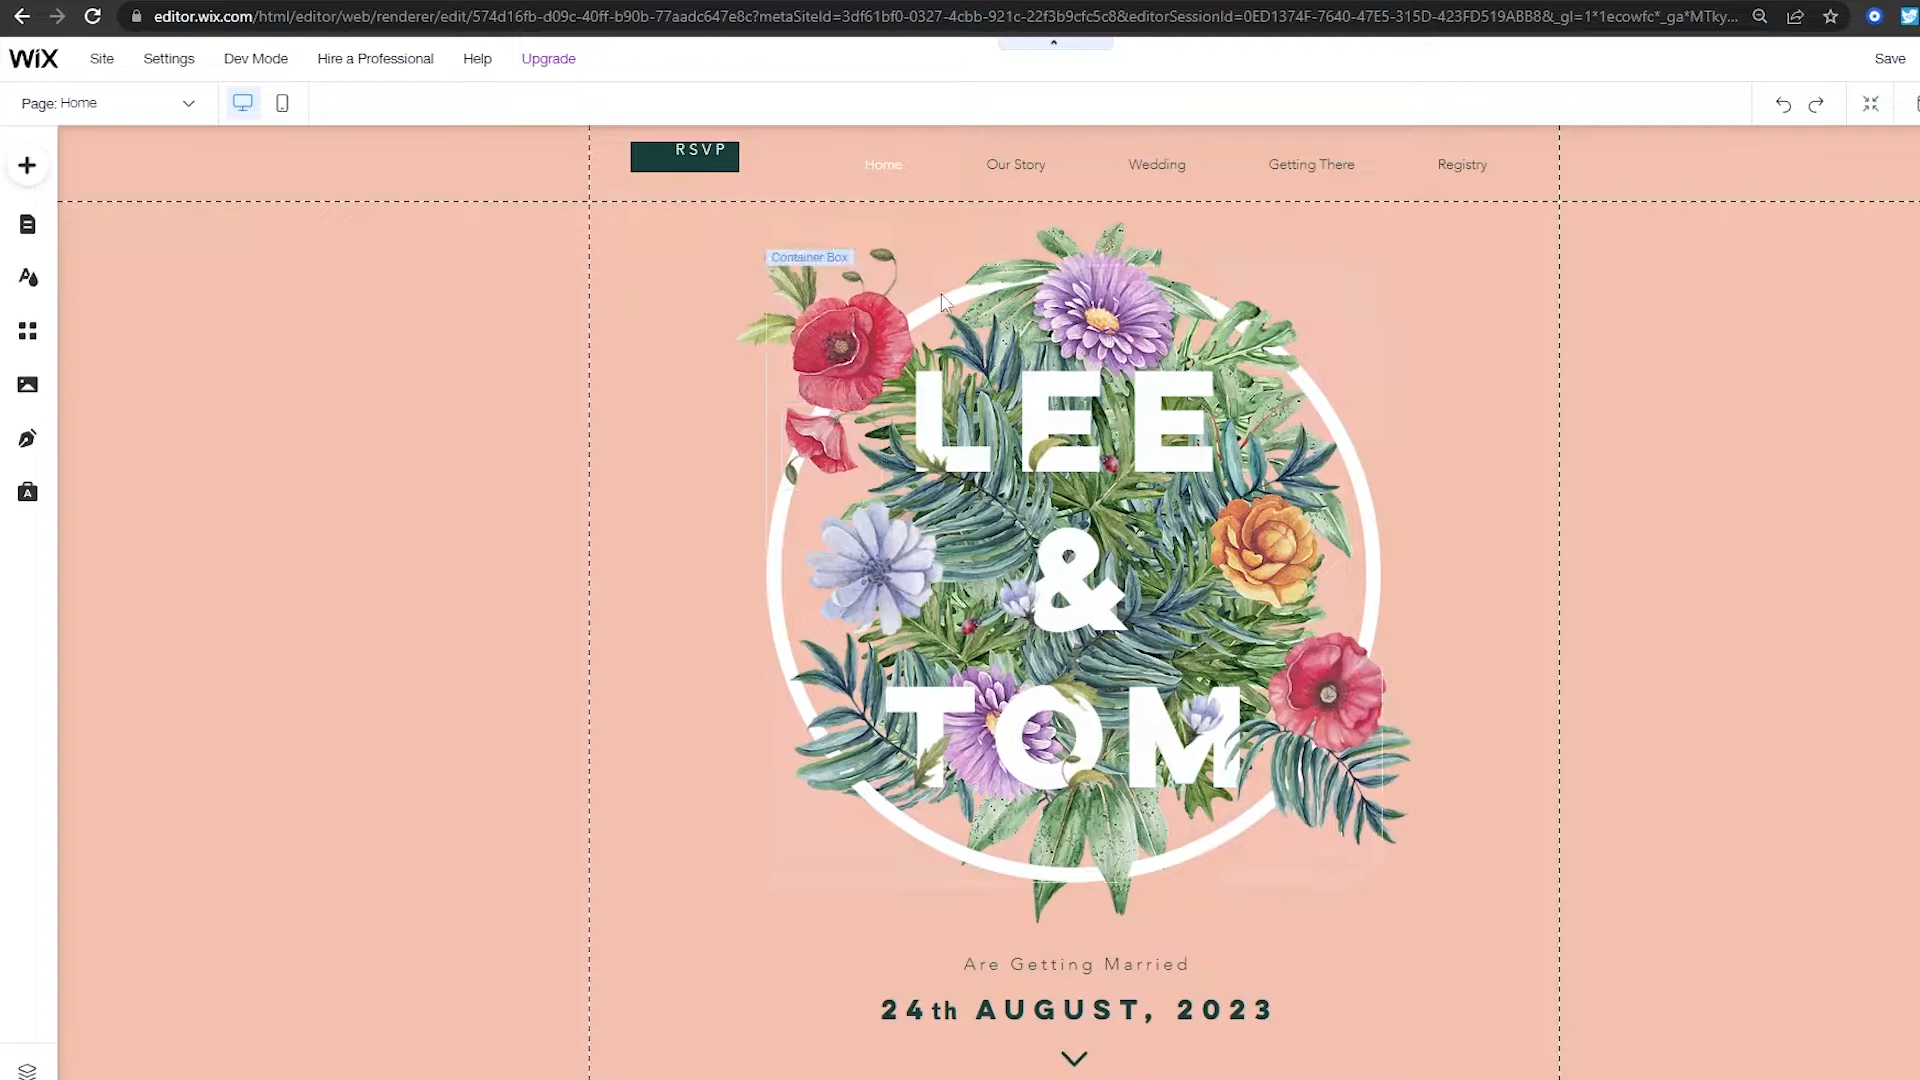 editor.wix.com/html/editor/web/renderer/edit/574d16fb-d09c-40ff-b90b-77aadc647e8c?metaSiteId=3df61bf0-0327-4cbb-921c-22f3b9cfc5c8&editorSessionId=0ED1374F-7640-47E5-315D-423FD519ABB8&_gl=1*1ecowfc*_ga*MTky...
WiX Site Settings Dev Mode Hire a Professional Help Upgrade Save
Page: Home
RSVP Home Our Story Wedding Getting There Registry
Container Box
LEE
&
TOM
Are Getting Married
24th AUGUST, 2023